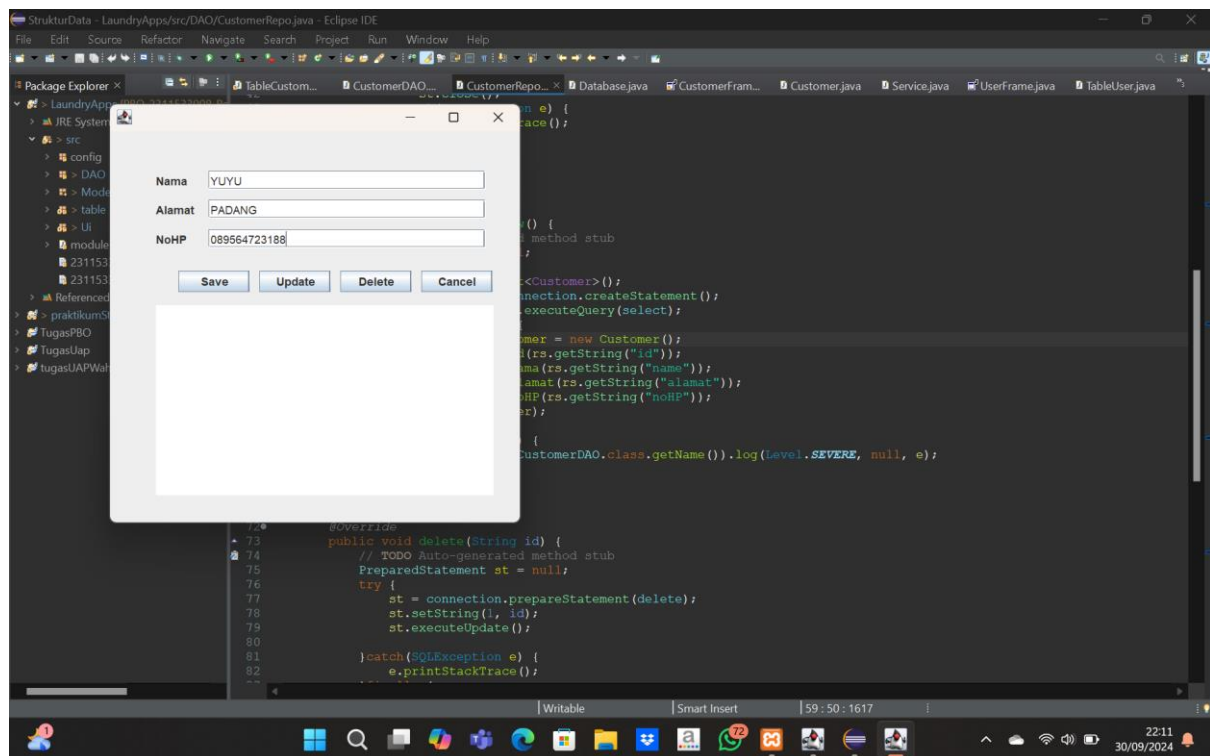 StrukturData - LaundryApps/src/DAO/CustomerRepo.java - Eclipse IDE
File Edit Source Refactor Navigate Search Project Run Window Help
Package Explorer
TableCustom... CustomerDAO.... CustomerRepo... Database.java CustomerFram... Customer.java Service.java UserFrame.java TableUser.java
> LaundryApp
JRE System
> src
config
> DAO
> Mode
> table
> Ui
module
231153
231153
Referenced
> praktikumSt
TugasPBO
TugasUap
tugasUAPWah
Nama YUYU
Alamat PADANG
NoHP 089564723188
Save Update Delete Cancel
st.close();
n e) {
ace();
() {
method stub
;
t<Customer>();
nnection.createStatement();
.executeQuery(select);
omer = new Customer();
d(rs.getString("id"));
ama(rs.getString("name"));
lamat(rs.getString("alamat"));
oHP(rs.getString("noHP"));
er);
{
CustomerDAO.class.getName()).log(Level.SEVERE, null, e);
72 @Override
73 public void delete(String id) {
74 // TODO Auto-generated method stub
75 PreparedStatement st = null;
76 try {
77 st = connection.prepareStatement(delete);
78 st.setString(1, id);
79 st.executeUpdate();
80
81 }catch(SQLException e) {
82 e.printStackTrace();
Writable Smart Insert 59 : 50 : 1617
1
72
22:11
30/09/2024